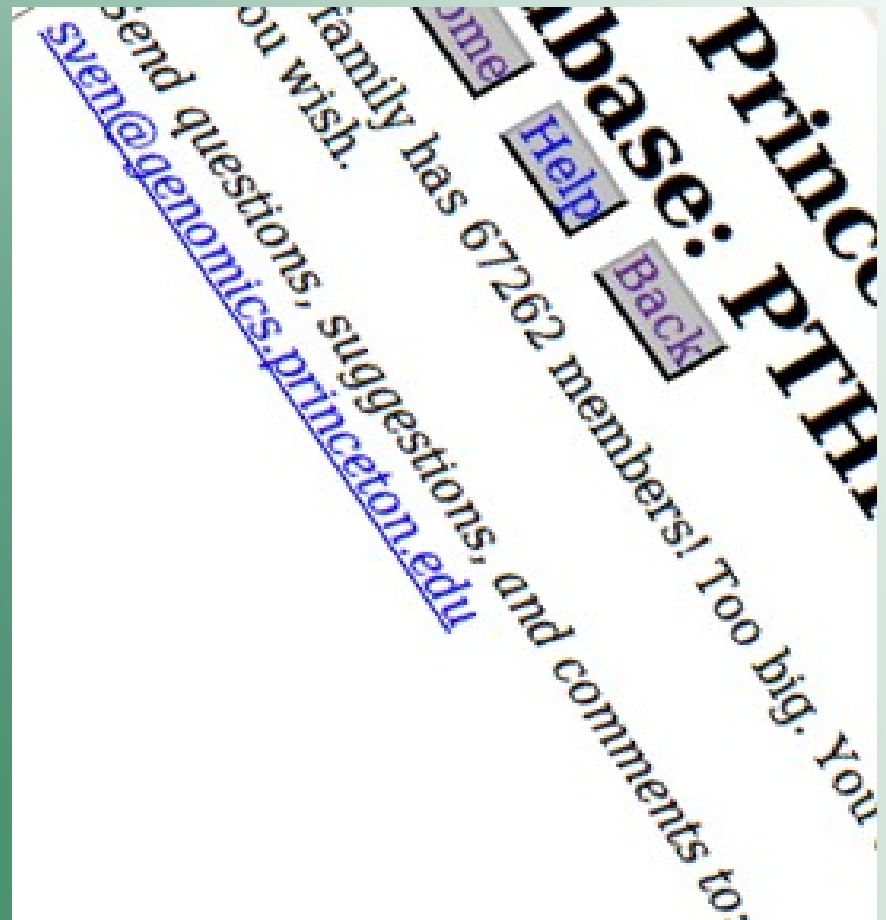 Princ
base: PTH
ome Help Back
family has 67262 members! Too big. You
ou wish.
Send questions, suggestions, and comments to:
sven@genomics.princeton.edu